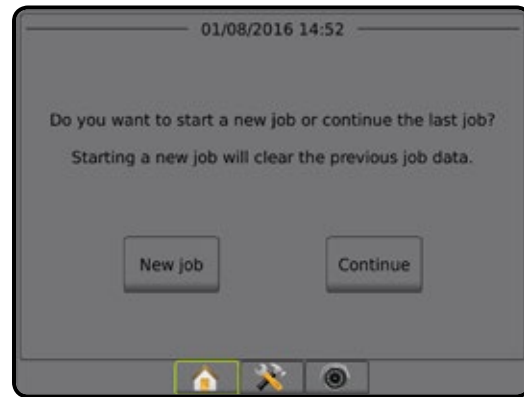 01/08/2016 14:52
Do you want to start a new job or continue the last job?
Starting a new job will clear the previous job data.
New job
Continue